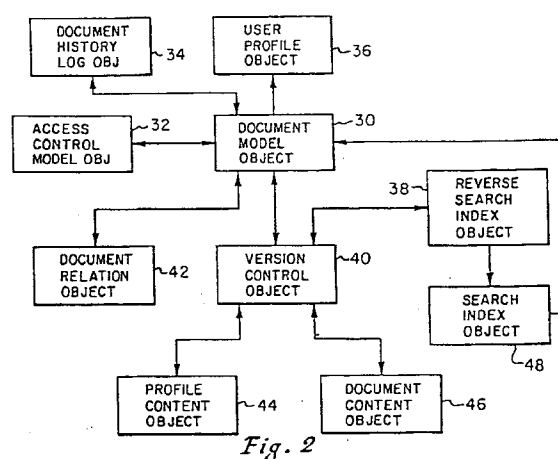 DOCUMENT
HISTORY
LOG OBJ
34
USER
PROFILE
OBJECT
36
ACCESS
CONTROL
MODEL OBJ
32
DOCUMENT
MODEL
OBJECT
30
38
REVERSE
SEARCH
INDEX
OBJECT
DOCUMENT
RELATION
OBJECT
42
VERSION
CONTROL
OBJECT
40
SEARCH
INDEX
OBJECT
48
PROFILE
CONTENT
OBJECT
44
DOCUMENT
CONTENT
OBJECT
46
Fig. 2